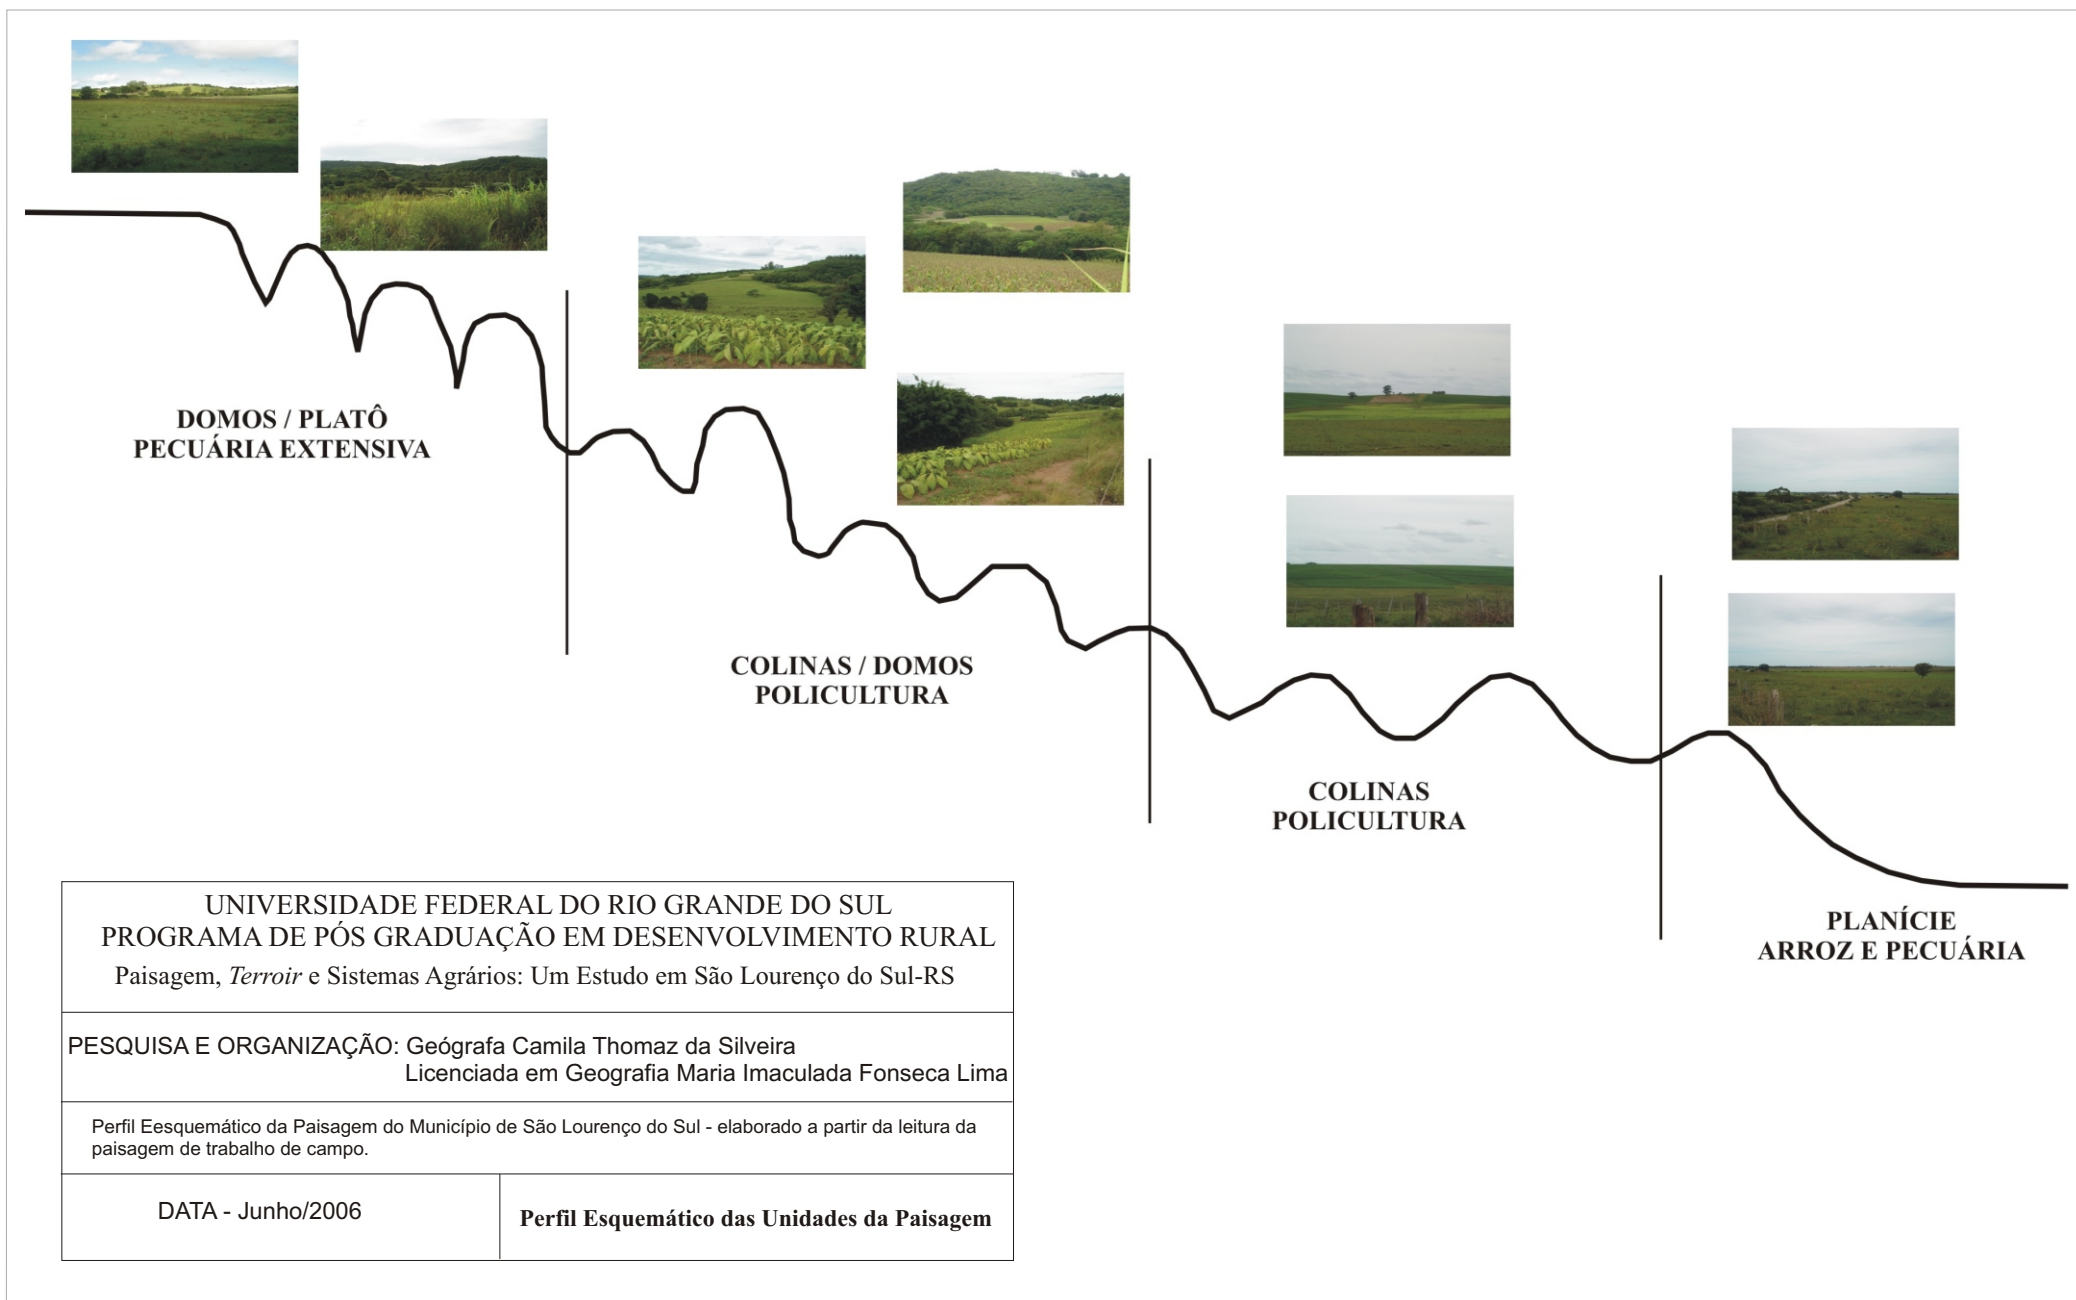 DOMOS / PLATÔ
PECUÁRIA EXTENSIVA
COLINAS / DOMOS
POLICULTURA
COLINAS
POLICULTURA
PLANÍCIE
ARROZ E PECUÁRIA
UNIVERSIDADE FEDERAL DO RIO GRANDE DO SUL
PROGRAMA DE PÓS GRADUAÇÃO EM DESENVOLVIMENTO RURAL
Paisagem, Terroir e Sistemas Agrários: Um Estudo em São Lourenço do Sul-RS
PESQUISA E ORGANIZAÇÃO: Geógrafa Camila Thomaz da Silveira
Licenciada em Geografia Maria Imaculada Fonseca Lima
Perfil Eesquemático da Paisagem do Município de São Lourenço do Sul - elaborado a partir da leitura da
paisagem de trabalho de campo.
DATA - Junho/2006
Perfil Esquemático das Unidades da Paisagem